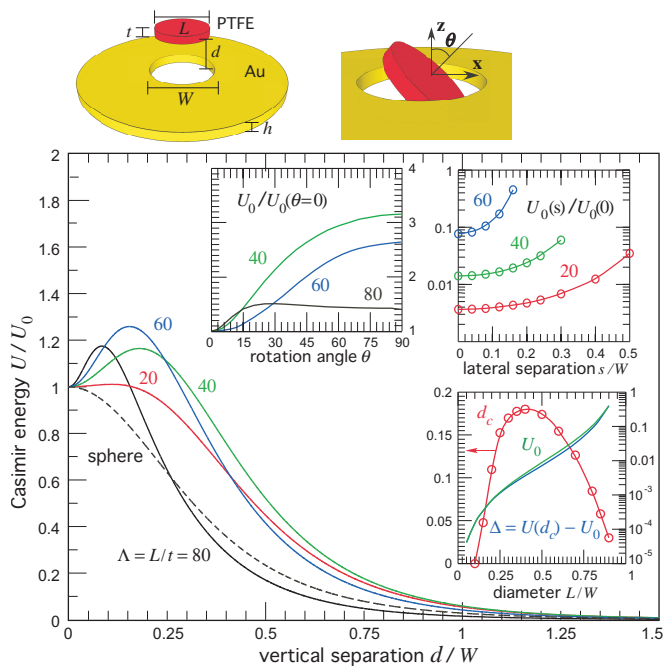 L
PTFE
t
d
Au
W
h
z
θ
x
2
1.8
1.6
1.4
1.2
1.0
0.8
0.6
0.4
0.2
0
Casimir energy U / U₀
0
0.25
0.5
0.75
1
1.25
1.5
vertical separation d / W
60
40
20
sphere
Λ = L/t = 80
U₀/U₀(θ=0)
40
60
80
4
3
2
1
0
15
30
45
60
75
90
rotation angle θ
60
U₀(s)/U₀(0)
40
20
1
0.1
0.01
0
0.1
0.2
0.3
0.4
0.5
lateral separation s/W
0.2
0.15
0.1
0.05
0
d_c
U₀
Δ = U(d_c) − U₀
1
0.1
0.01
10⁻³
10⁻⁴
10⁻⁵
0
0.25
0.5
0.75
1
diameter L/W